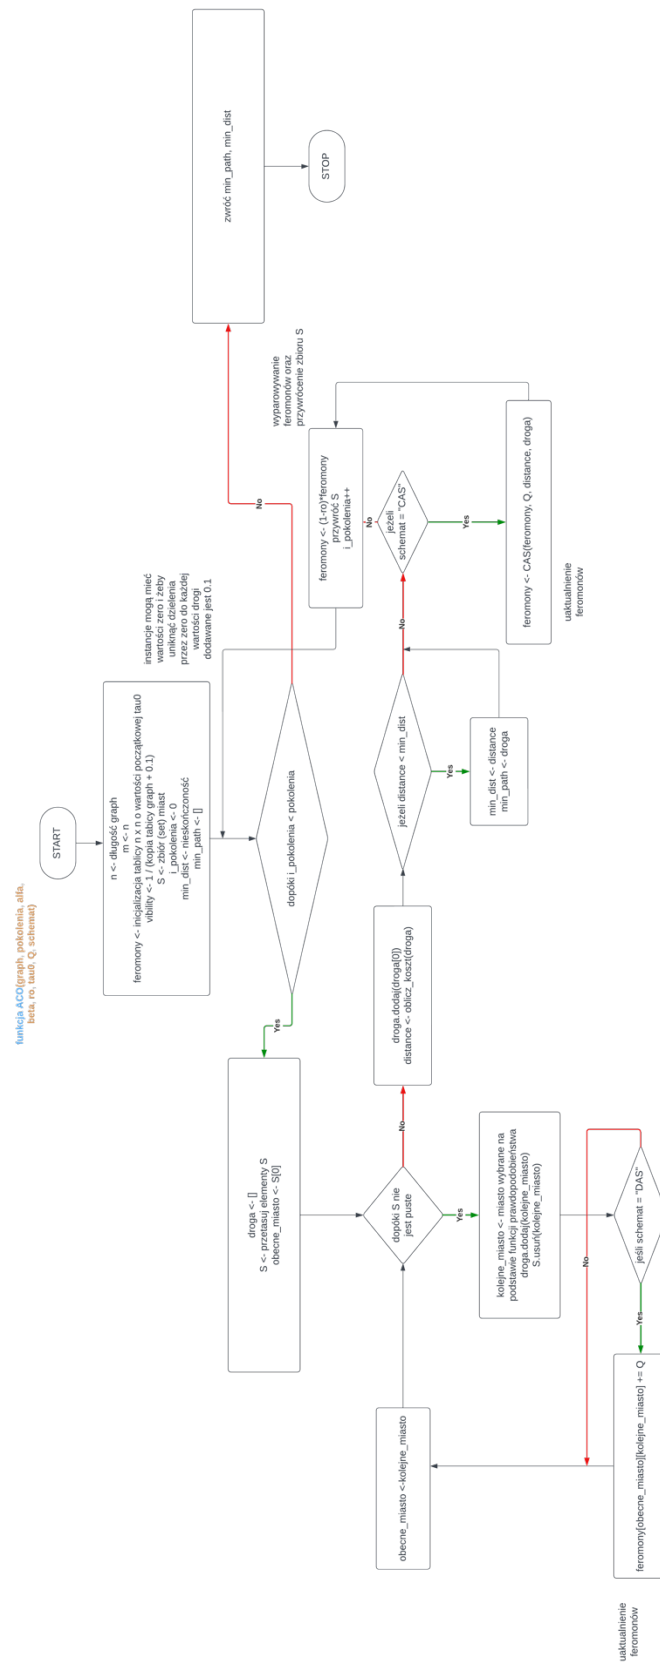 funkcja ACO(graph, pokolenia, alfa,
beta, ro, tau0, Q, schemat)
START
n <- długość graph
m <- n
feromony <- inicjalizacja tablicy n x n o wartości początkowej tau0
vibility <- 1 / (kopia tabicy graph + 0.1)
S <- zbiór (set) miast
i_pokolenia <- 0
min_dist <- nieskończoność
min_path <- []
instancje mogą mieć
wartości zero i żeby
uniknąć dzielenia
przez zero do każdej
wartości drogi
dodawane jest 0.1
dopóki i_pokolenia < pokolenia
No
zwróć min_path, min_dist
STOP
Yes
droga <- []
S <- przetasuj elementy S
obecne_miasto <- S[0]
dopóki S nie
jest puste
Yes
kolejne_miasto <- miasto wybrane na
podstawie funkcji prawdopodobieństwa
droga.dodaj(kolejne_miasto)
S.usuń(kolejne_miasto)
jeśli schemat = "DAS"
No
Yes
feromony[obecne_miasto][kolejne_miasto] += Q
uaktualnienie
feromonów
obecne_miasto <-kolejne_miasto
No
droga.dodaj(droga[0])
distance <- oblicz_koszt(droga)
jeżeli distance < min_dist
Yes
min_dist <- distance
min_path <- droga
No
jeżeli
schemat = "CAS"
Yes
feromony <- CAS(feromony, Q, distance, droga)
uaktualnienie
feromonów
No
feromony <- (1-ro)*feromony
przywróć S
i_pokolenia++
wyparowywanie
feromonów oraz
przywrócenie zbioru S